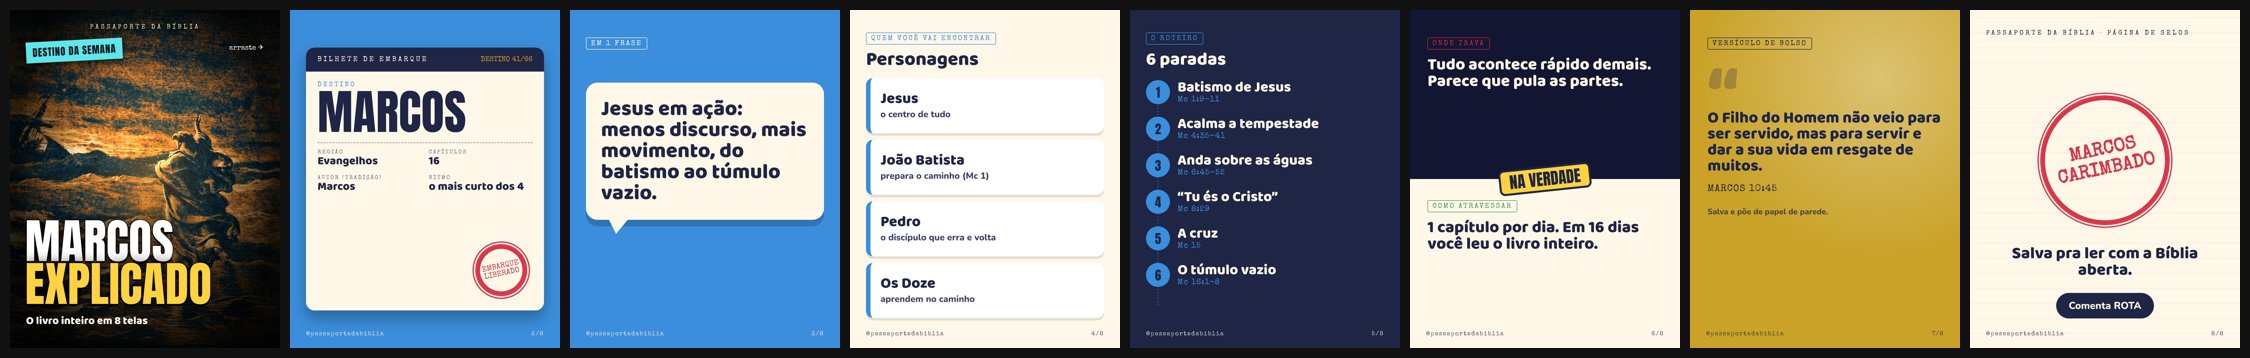 PASSAPORTE DA BÍBLIA
DESTINO DA SEMANA
arraste →
MARCOS
EXPLICADO
O livro inteiro em 8 telas
BILHETE DE EMBARQUE
DESTINO 41/66
DESTINO
MARCOS
REGIÃO
CAPÍTULOS
Evangelhos
16
AUTOR (TRADIÇÃO)
RITMO
Marcos
o mais curto dos 4
EMBARQUE
LIBERADO
@passaportedabiblia
2/8
EM 1 FRASE
Jesus em ação:
menos discurso, mais
movimento, do
batismo ao túmulo
vazio.
@passaportedabiblia
3/8
QUEM VOCÊ VAI ENCONTRAR
Personagens
Jesus
o centro de tudo
João Batista
prepara o caminho (Mc 1)
Pedro
o discípulo que erra e volta
Os Doze
aprendem no caminho
@passaportedabiblia
4/8
O ROTEIRO
6 paradas
1
Batismo de Jesus
Mc 1:9–11
2
Acalma a tempestade
Mc 4:35–41
3
Anda sobre as águas
Mc 6:45–52
4
“Tu és o Cristo”
Mc 8:29
5
A cruz
Mc 15
6
O túmulo vazio
Mc 16:1–8
@passaportedabiblia
5/8
ONDE TRAVA
Tudo acontece rápido demais.
Parece que pula as partes.
NA VERDADE
COMO ATRAVESSAR
1 capítulo por dia. Em 16 dias
você leu o livro inteiro.
@passaportedabiblia
6/8
VERSÍCULO DE BOLSO
“
O Filho do Homem não veio para
ser servido, mas para servir e
dar a sua vida em resgate de
muitos.
MARCOS 10:45
Salva e põe de papel de parede.
@passaportedabiblia
7/8
PASSAPORTE DA BÍBLIA · PÁGINA DE SELOS
MARCOS
CARIMBADO
Salva pra ler com a Bíblia
aberta.
Comenta ROTA
@passaportedabiblia
8/8